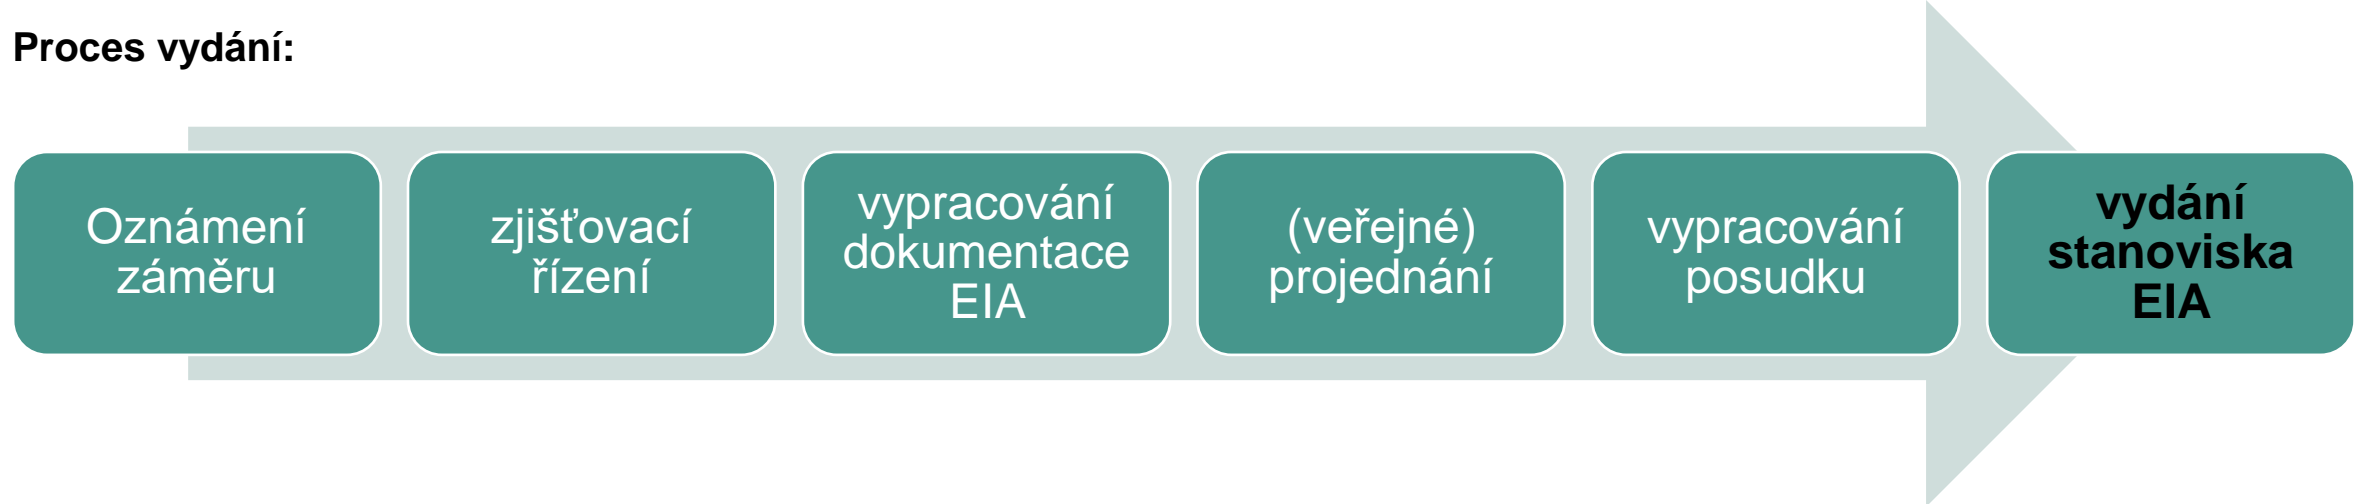 Proces vydání:
Oznámení
záměru
zjišťovací
řízení
vypracování
dokumentace
EIA
(veřejné)
projednání
vypracování
posudku
vydání
stanoviska
EIA